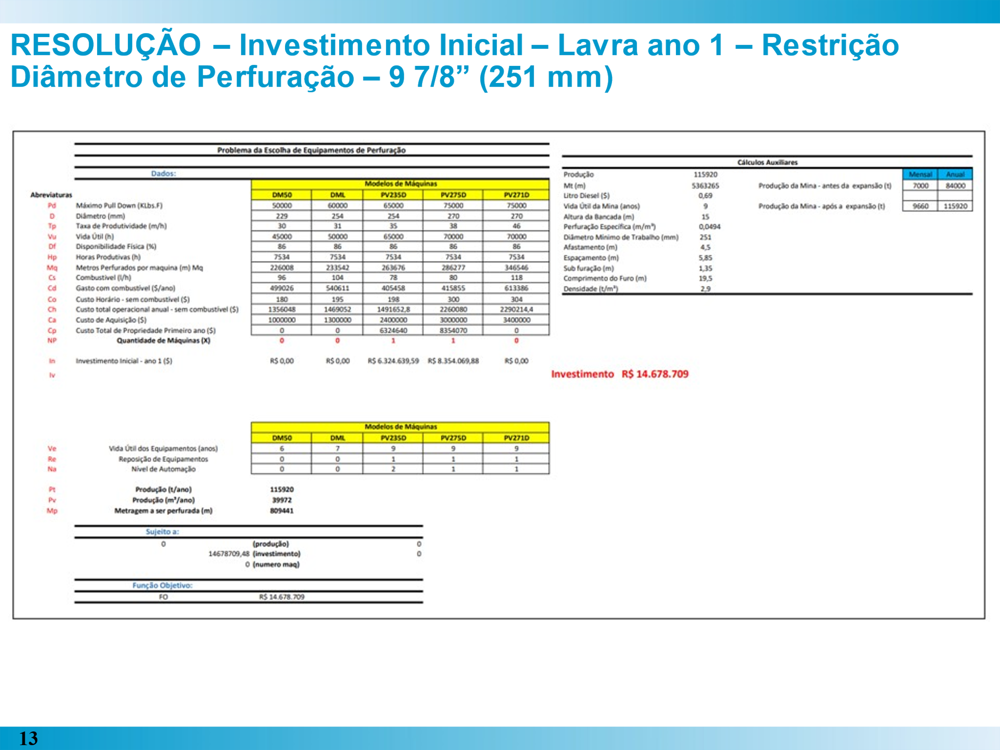 RESOLUÇÃO – Investimento Inicial – Lavra ano 1 – Restrição
Diâmetro de Perfuração – 9 7/8” (251 mm)
Problema da Escolha de Equipamentos de Perfuração
Dados:
Modelos de Máquinas
Abreviaturas DM50 DML PV235D PV275D PV271D
Pd Máximo Pull Down (KLbs.F) 50000 60000 65000 75000 75000
D Diâmetro (mm) 229 254 254 270 270
Tp Taxa de Produtividade (m/h) 30 31 35 38 46
Vu Vida Útil (h) 45000 50000 65000 70000 70000
Df Disponibilidade Física (%) 86 86 86 86 86
Hp Horas Produtivas (h) 7534 7534 7534 7534 7534
Mq Metros Perfurados por maquina (m) Mq 226008 233542 263676 286277 346546
Cs Combustivel (l/h) 96 104 78 80 118
Cd Gasto com combustível ($/ano) 499026 540611 405458 415855 613386
Co Custo Horário - sem combustível ($) 180 195 198 300 304
Ch Custo total operacional anual - sem combustível ($) 1356048 1469052 1491652,8 2260080 2290214,4
Ca Custo de Aquisição ($) 1000000 1300000 2400000 3000000 3400000
Cp Custo Total de Propriedade Primeiro ano ($) 0 0 6324640 8354070 0
NP Quantidade de Máquinas (X) 0 0 1 1 0
In Investimento Inicial - ano 1 ($) R$ 0,00 R$ 0,00 R$ 6.324.639,59 R$ 8.354.069,88 R$ 0,00
Iv Investimento R$ 14.678.709
Cálculos Auxiliares
Produção 115920 Mensal Anual
Mt (m) 5363265 Produção da Mina - antes da expansão (t) 7000 84000
Litro Diesel ($) 0,69
Vida Útil da Mina (anos) 9 Produção da Mina - após a expansão (t) 9660 115920
Altura da Bancada (m) 15
Perfuração Específica (m/m³) 0,0494
Diâmetro Minimo de Trabalho (mm) 251
Afastamento (m) 4,5
Espaçamento (m) 5,85
Sub furação (m) 1,35
Comprimento do Furo (m) 19,5
Densidade (t/m³) 2,9
Modelos de Máquinas
DM50 DML PV235D PV275D PV271D
Ve Vida Útil dos Equipamentos (anos) 6 7 9 9 9
Re Reposição de Equipamentos 0 0 1 1 1
Na Nível de Automação 0 0 2 1 1
Pt Produção (t/ano) 115920
Pv Produção (m³/ano) 39972
Mp Metragem a ser perfurada (m) 809441
Sujeito a:
0 (produção) 0
14678709,48 (investimento) 0
0 (numero maq)
Função Objetivo:
FO R$ 14.678.709
13